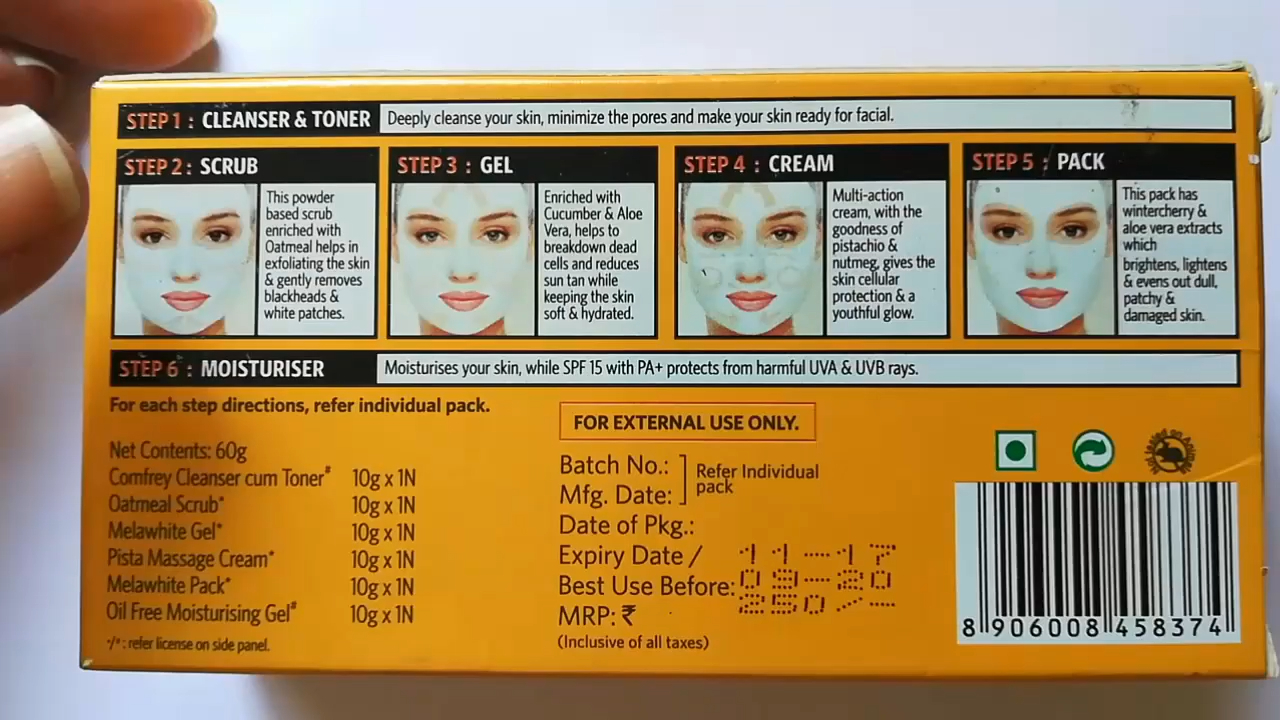 STEP 1 : CLEANSER & TONER Deeply cleanse your skin, minimize the pores and make your skin ready for facial.
STEP 2 : SCRUB
This powder
based scrub
enriched with
Oatmeal helps in
exfoliating the skin
& gently removes
blackheads &
white patches.
STEP 3 : GEL
Enriched with
Cucumber & Aloe
Vera, helps to
breakdown dead
cells and reduces
sun tan while
keeping the skin
soft & hydrated.
STEP 4 : CREAM
Multi-action
cream, with the
goodness of
pistachio &
nutmeg, gives the
skin cellular
protection & a
youthful glow.
STEP 5 : PACK
This pack has
wintercherry &
aloe vera extracts
which
brightens, lightens
& evens out dull,
patchy &
damaged skin.
STEP 6 : MOISTURISER Moisturises your skin, while SPF 15 with PA+ protects from harmful UVA & UVB rays.
For each step directions, refer individual pack.
Net Contents: 60g
Comfrey Cleanser cum Toner# 10g x 1N
Oatmeal Scrub* 10g x 1N
Melawhite Gel* 10g x 1N
Pista Massage Cream* 10g x 1N
Melawhite Pack* 10g x 1N
Oil Free Moisturising Gel# 10g x 1N
*/#: refer license on side panel.
FOR EXTERNAL USE ONLY.
Batch No.:
Mfg. Date:
Refer Individual
pack
Date of Pkg.:
Expiry Date / 11-17
Best Use Before: 09-20
MRP: ₹ 250/-
(Inclusive of all taxes)
8 906008 458374